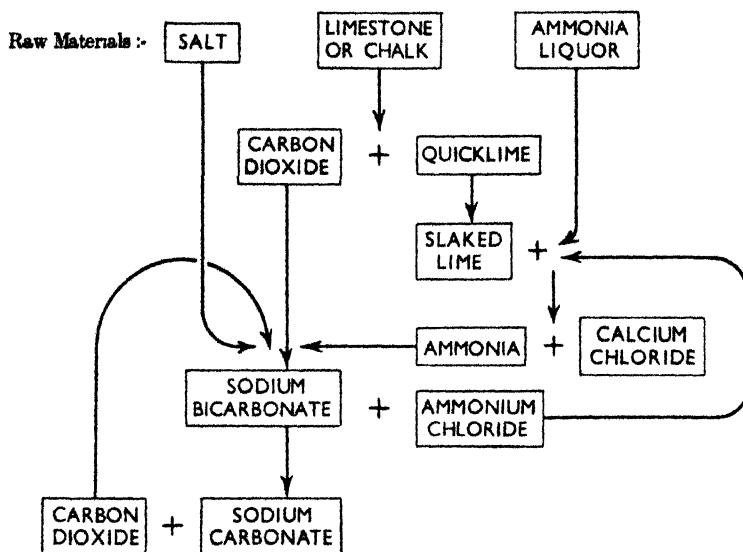 Raw Materials :-
SALT
LIMESTONE
OR CHALK
AMMONIA
LIQUOR
CARBON
DIOXIDE
+
QUICKLIME
SLAKED
LIME
+
AMMONIA
+
CALCIUM
CHLORIDE
SODIUM
BICARBONATE
+
AMMONIUM
CHLORIDE
CARBON
DIOXIDE
+
SODIUM
CARBONATE